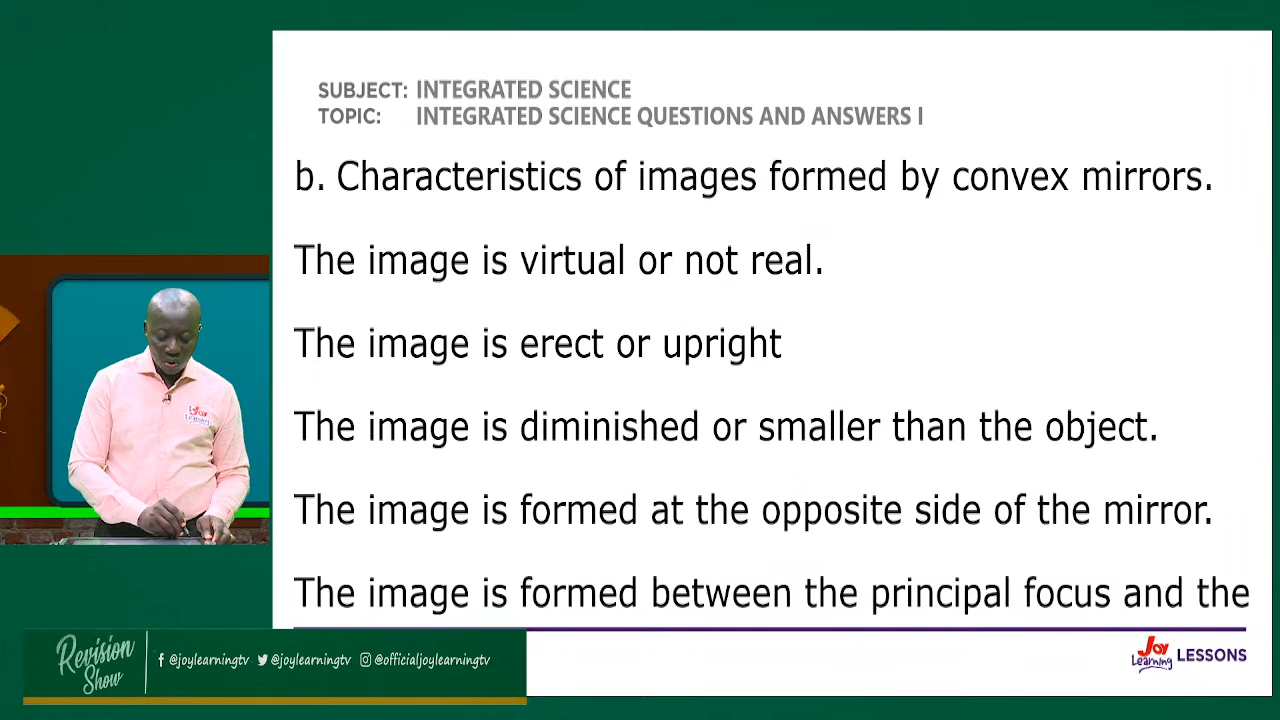 SUBJECT: INTEGRATED SCIENCE
TOPIC: INTEGRATED SCIENCE QUESTIONS AND ANSWERS I
b. Characteristics of images formed by convex mirrors.
The image is virtual or not real.
The image is erect or upright
The image is diminished or smaller than the object.
The image is formed at the opposite side of the mirror.
The image is formed between the principal focus and the
Joy Learning
Revision Show
@joylearningtv @joylearningtv @officialjoylearningtv
Joy Learning LESSONS